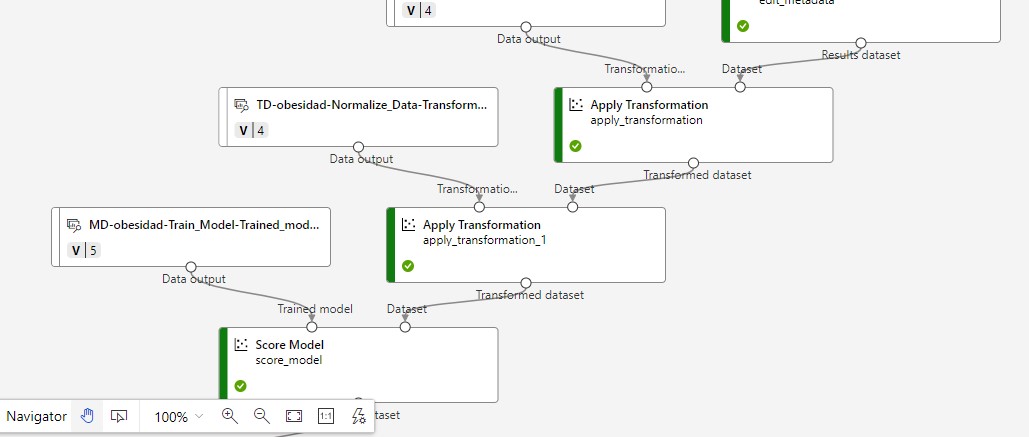 V 4
edit_metadata
Data output
Results dataset
Transformatio...
Dataset
TD-obesidad-Normalize_Data-Transform...
V 4
Apply Transformation
apply_transformation
Data output
Transformed dataset
Transformatio...
Dataset
MD-obesidad-Train_Model-Trained_mod...
V 5
Apply Transformation
apply_transformation_1
Data output
Transformed dataset
Trained model
Dataset
Score Model
score_model
Navigator
100%
1:1
taset